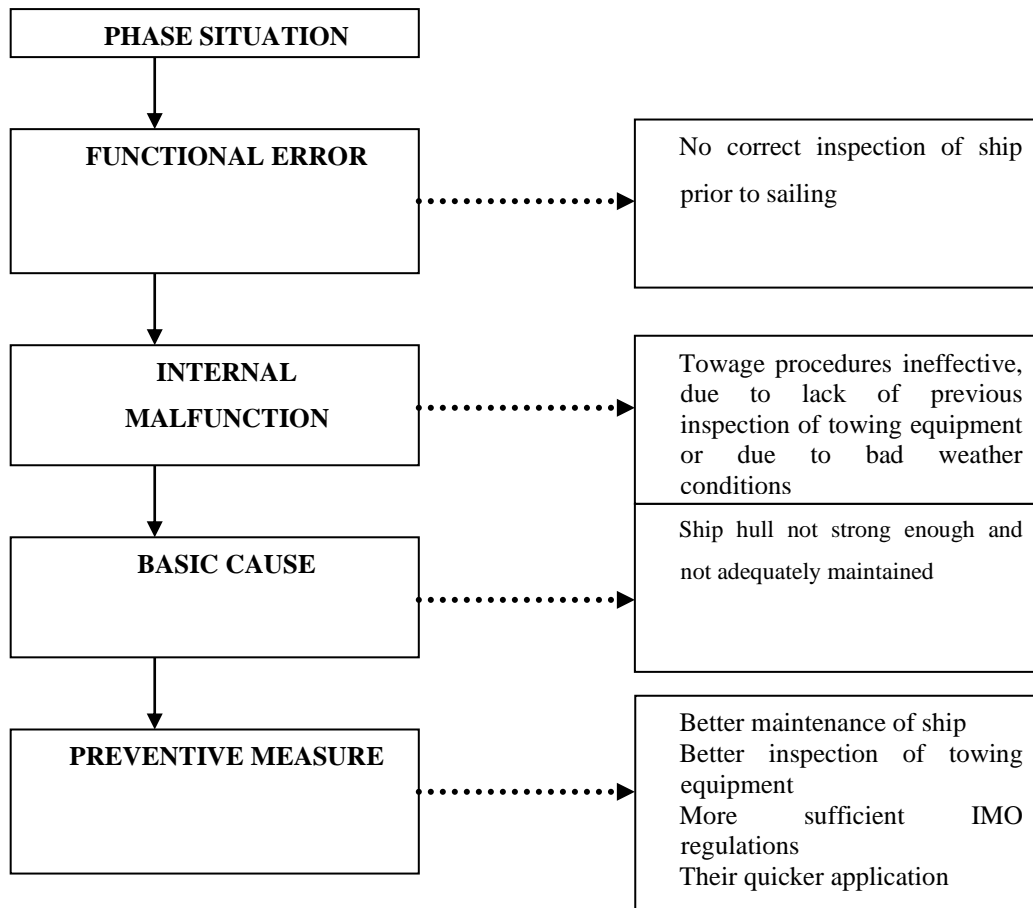 PHASE SITUATION
FUNCTIONAL ERROR
No correct inspection of ship
prior to sailing
INTERNAL
MALFUNCTION
Towage procedures ineffective,
due to lack of previous
inspection of towing equipment
or due to bad weather
conditions
BASIC CAUSE
Ship hull not strong enough and
not adequately maintained
PREVENTIVE MEASURE
Better maintenance of ship
Better inspection of towing
equipment
More sufficient IMO
regulations
Their quicker application